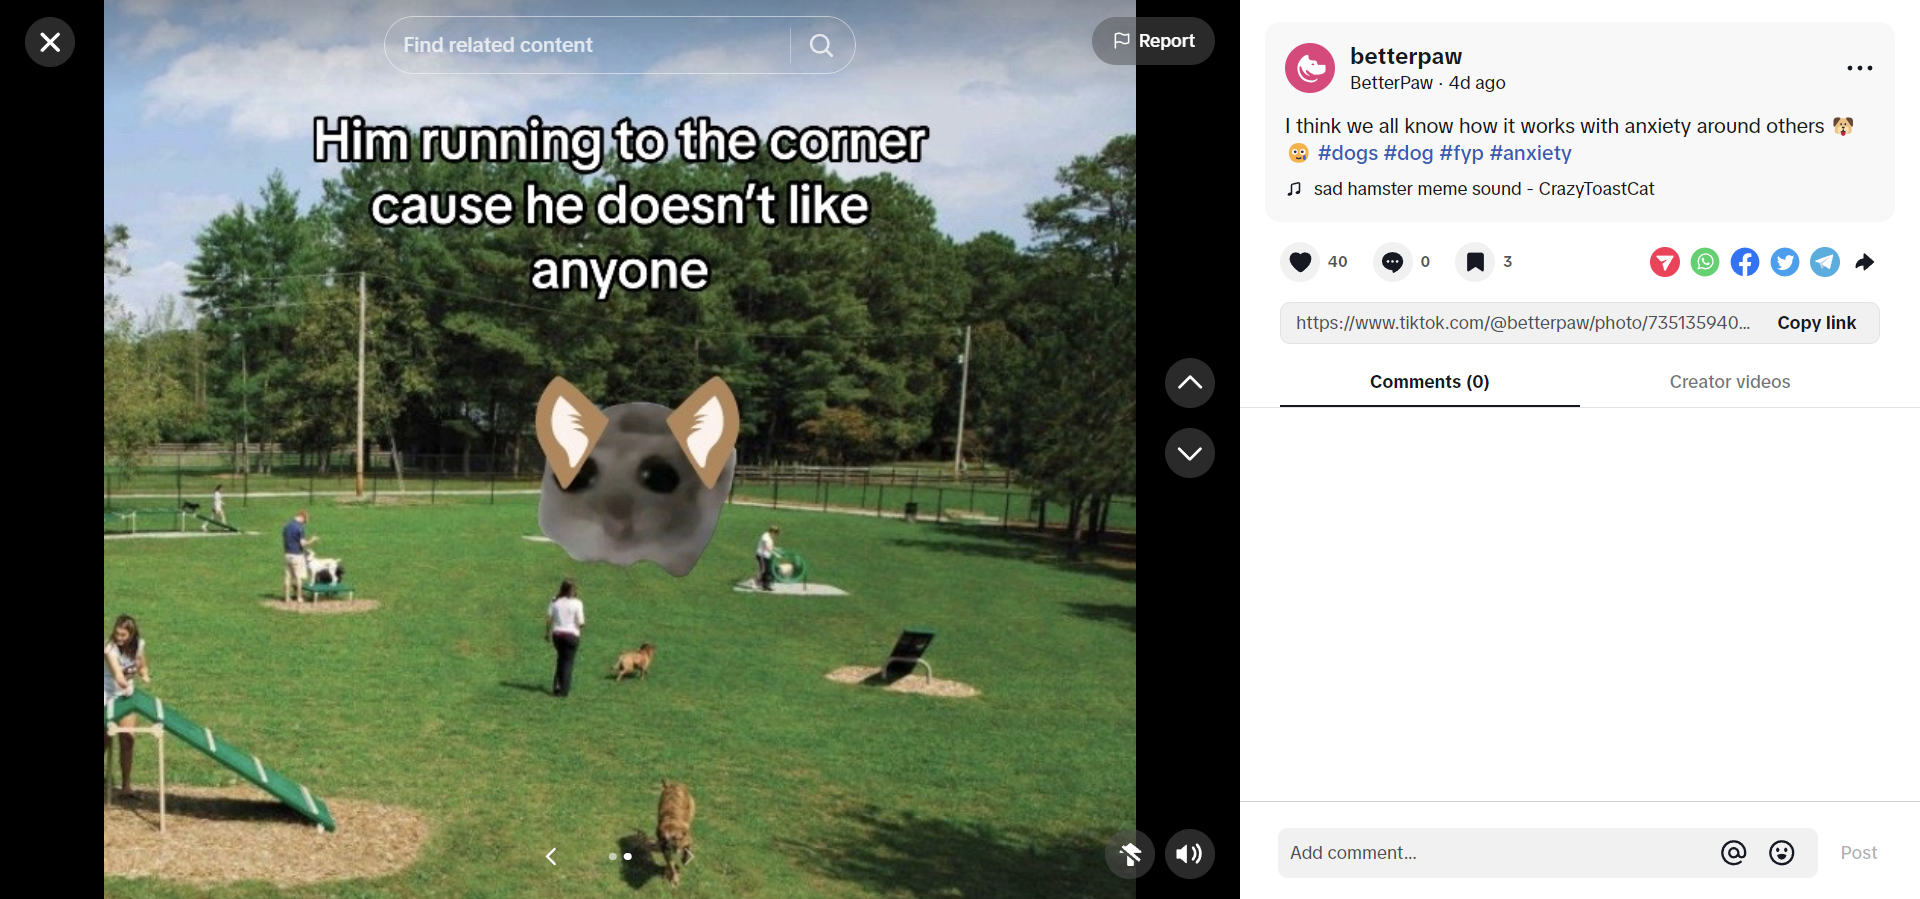 Find related content
Report
Him running to the corner
cause he doesn't like
anyone
betterpaw
BetterPaw · 4d ago
I think we all know how it works with anxiety around others 🐶
🥹 #dogs #dog #fyp #anxiety
sad hamster meme sound - CrazyToastCat
40
0
3
https://www.tiktok.com/@betterpaw/photo/735135940...
Copy link
Comments (0)
Creator videos
Add comment...
Post